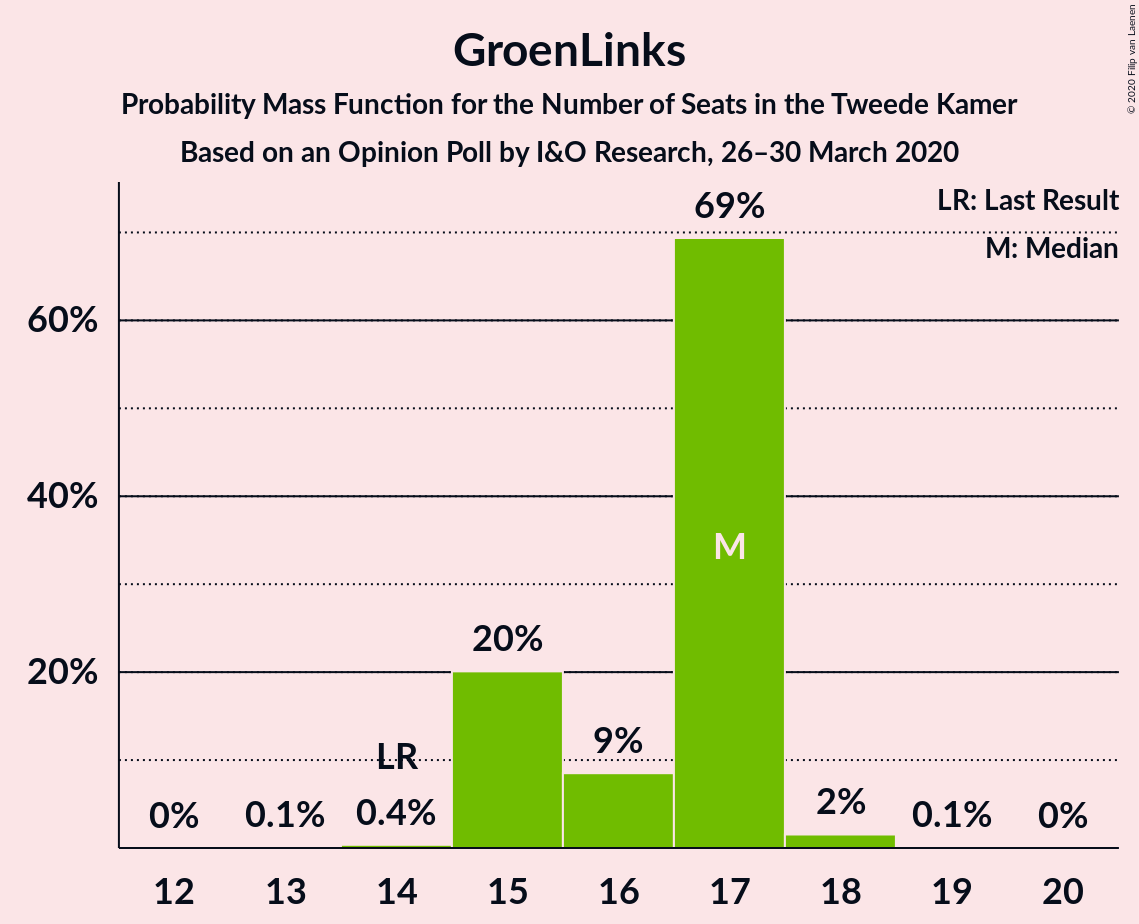 GroenLinks
Probability Mass Function for the Number of Seats in the Tweede Kamer
Based on an Opinion Poll by I&O Research, 26–30 March 2020
© 2020 Filip van Laenen
LR: Last Result
M: Median
60%
40%
20%
0%
0.1%
LR
0.4%
20%
9%
69%
M
2%
0.1%
0%
12 13 14 15 16 17 18 19 20